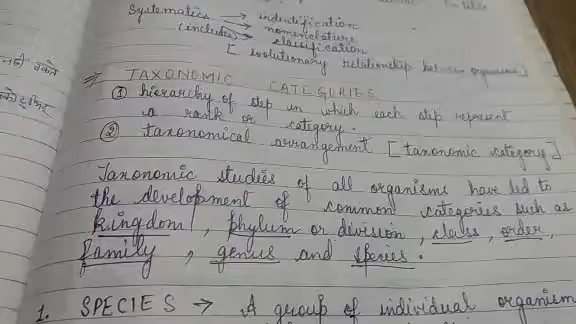 Systematics → indentification
(includes) → nomenclature
→ classification
[ evolutionary relationship between organisms]
⇒ TAXONOMIC CATEGORIES
① hierarchy of step in which each step represent
a rank or category.
② taxonomical arrangement [taxonomic category]
Taxonomic studies of all organisms have led to
the development of common categories such as
kingdom, phylum or division, class, order,
family, genus and species.
1. SPECIES → A group of individual organism